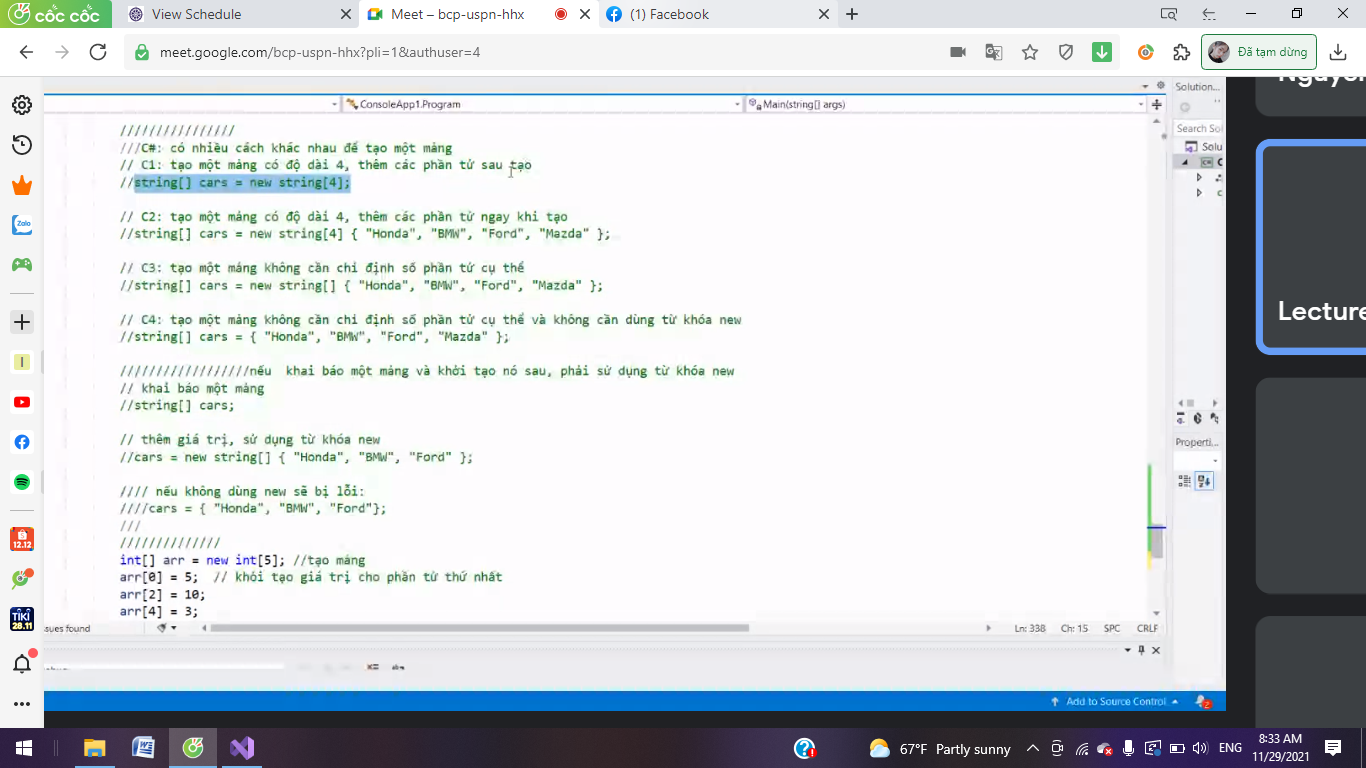 cốc cốc
View Schedule
Meet – bcp-uspn-hhx
(1) Facebook
meet.google.com/bcp-uspn-hhx?pli=1&authuser=4
Đã tạm dừng
ConsoleApp1.Program
Main(string[] args)
Solution...
Search Sol
Solu
////////////////
///C#: có nhiều cách khác nhau để tạo một mảng
// C1: tạo một mảng có độ dài 4, thêm các phần tử sau tạo
//string[] cars = new string[4];
// C2: tạo một mảng có độ dài 4, thêm các phần tử ngay khi tạo
//string[] cars = new string[4] { "Honda", "BMW", "Ford", "Mazda" };
// C3: tạo một mảng không cần chỉ định số phần tử cụ thể
//string[] cars = new string[] { "Honda", "BMW", "Ford", "Mazda" };
// C4: tạo một mảng không cần chỉ định số phần tử cụ thể và không cần dùng từ khóa new
//string[] cars = { "Honda", "BMW", "Ford", "Mazda" };
//////////////////nếu  khai báo một mảng và khởi tạo nó sau, phải sử dụng từ khóa new
// khai báo một mảng
//string[] cars;
// thêm giá trị, sử dụng từ khóa new
//cars = new string[] { "Honda", "BMW", "Ford" };
//// nếu không dùng new sẽ bị lỗi:
////cars = { "Honda", "BMW", "Ford"};
///
//////////////
int[] arr = new int[5]; //tạo mảng
arr[0] = 5;  // khởi tạo giá trị cho phần tử thứ nhất
arr[2] = 10;
arr[4] = 3;
Properti...
sues found
Ln: 338
Ch: 15
SPC
CRLF
Add to Source Control
2
Lecture
Zalo
I
12.12
TIKI
28.11
67°F Partly sunny
ENG
8:33 AM
11/29/2021